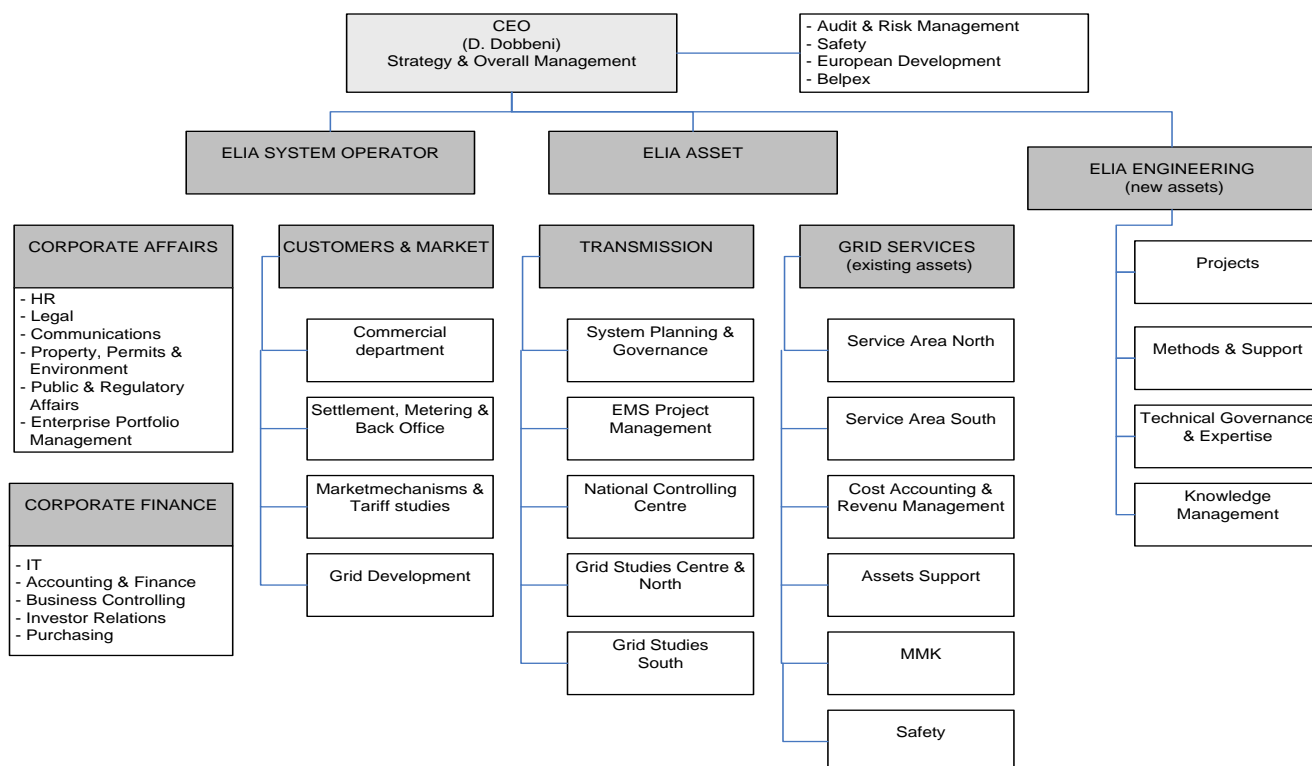 CEO
(D. Dobbeni)
Strategy & Overall Management
- Audit & Risk Management
- Safety
- European Development
- Belpex
ELIA SYSTEM OPERATOR
ELIA ASSET
ELIA ENGINEERING
(new assets)
CORPORATE AFFAIRS
- HR
- Legal
- Communications
- Property, Permits &
Environment
- Public & Regulatory
Affairs
- Enterprise Portfolio
Management
CORPORATE FINANCE
- IT
- Accounting & Finance
- Business Controlling
- Investor Relations
- Purchasing
CUSTOMERS & MARKET
Commercial
department
Settlement, Metering &
Back Office
Marketmechanisms &
Tariff studies
Grid Development
TRANSMISSION
System Planning &
Governance
EMS Project
Management
National Controlling
Centre
Grid Studies Centre &
North
Grid Studies
South
GRID SERVICES
(existing assets)
Service Area North
Service Area South
Cost Accounting &
Revenu Management
Assets Support
MMK
Safety
Projects
Methods & Support
Technical Governance
& Expertise
Knowledge
Management